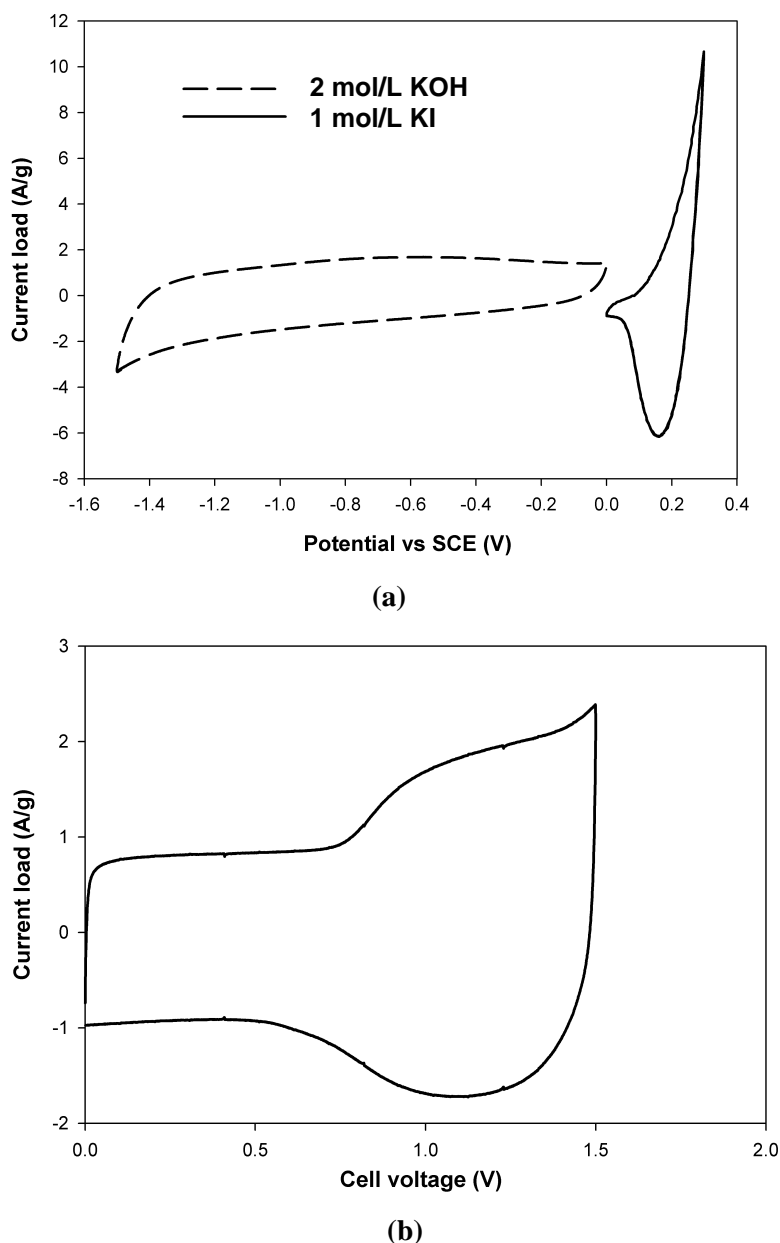 12
10
8
6
4
2
0
-2
-4
-6
-8
Current load (A/g)
2 mol/L KOH
1 mol/L KI
-1.6 -1.4 -1.2 -1.0 -0.8 -0.6 -0.4 -0.2 0.0 0.2 0.4
Potential vs SCE (V)
(a)
3
2
1
0
-1
-2
Current load (A/g)
0.0 0.5 1.0 1.5 2.0
Cell voltage (V)
(b)